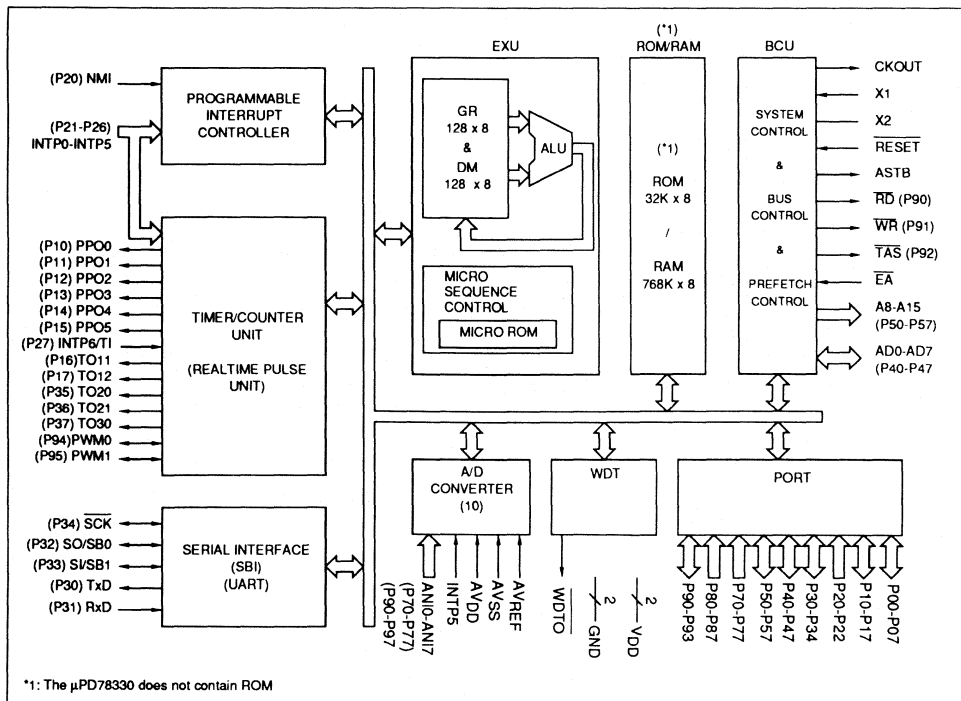 (P20) NMI
(P21-P26)
INTP0-INTP5
PROGRAMMABLE
INTERRUPT
CONTROLLER
(P10) PPO0
(P11) PPO1
(P12) PPO2
(P13) PPO3
(P14) PPO4
(P15) PPO5
(P27) INTP6/TI
(P16)TO11
(P17) TO12
(P35) TO20
(P36) TO21
(P37) TO30
(P94)PWM0
(P95) PWM1
TIMER/COUNTER
UNIT
(REALTIME PULSE
UNIT)
(P34) SCK
(P32) SO/SB0
(P33) SI/SB1
(P30) TxD
(P31) RxD
SERIAL INTERFACE
(SBI)
(UART)
EXU
GR
128 x 8
&
DM
128 x 8
ALU
MICRO
SEQUENCE
CONTROL
MICRO ROM
(*1)
ROM/RAM
(*1)
ROM
32K x 8
/
RAM
768K x 8
BCU
SYSTEM
CONTROL
&
BUS
CONTROL
&
PREFETCH
CONTROL
CKOUT
X1
X2
RESET
ASTB
RD (P90)
WR (P91)
TAS (P92)
EA
A8-A15
(P50-P57)
AD0-AD7
(P40-P47
A/D
CONVERTER
(10)
WDT
PORT
(P90-P97
(P70-P77)
ANI0-ANI7
INTP5
AVDD
AVSS
AVREF
WDTO
2
GND
2
VDD
P90-P93
P80-P87
P70-P77
P50-P57
P40-P47
P30-P34
P20-P22
P10-P17
P00-P07
*1: The µPD78330 does not contain ROM